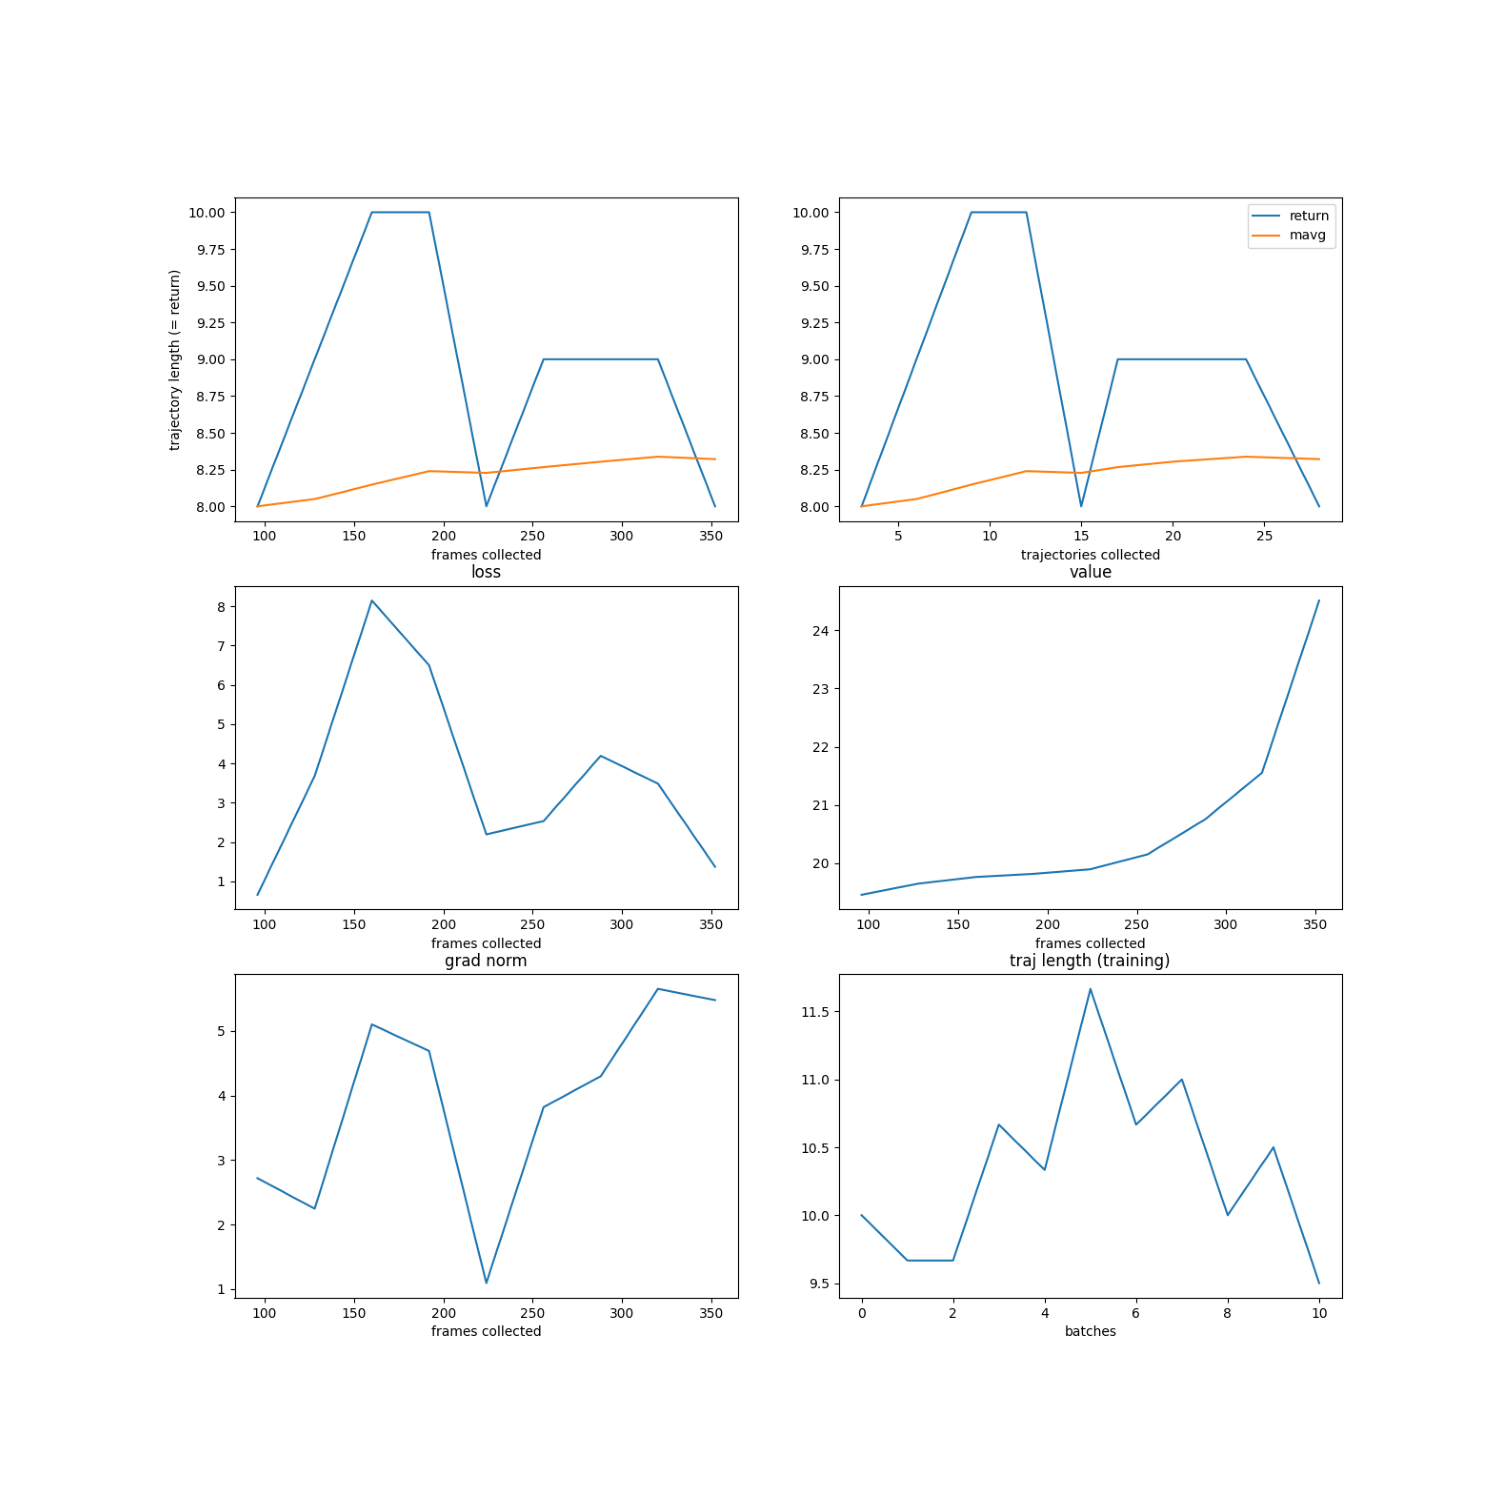 10.00
9.75
9.50
9.25
9.00
8.75
8.50
8.25
8.00
trajectory length (= return)
100 150 200 250 300 350
frames collected
10.00
9.75
9.50
9.25
9.00
8.75
8.50
8.25
8.00
return
mavg
5 10 15 20 25
trajectories collected
loss
8
7
6
5
4
3
2
1
100 150 200 250 300 350
frames collected
value
24
23
22
21
20
100 150 200 250 300 350
frames collected
grad norm
5
4
3
2
1
100 150 200 250 300 350
frames collected
traj length (training)
11.5
11.0
10.5
10.0
9.5
0 2 4 6 8 10
batches